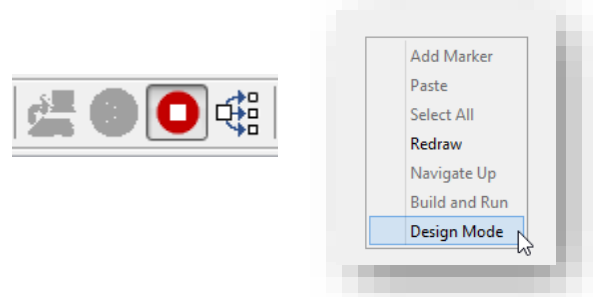 Add Marker
Paste
Select All
Redraw
Navigate Up
Build and Run
Design Mode